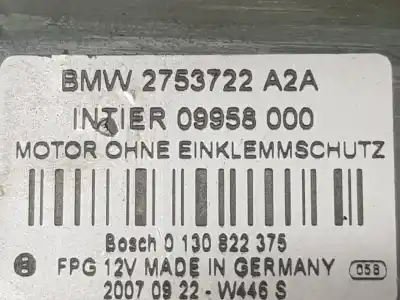 BMW 2753722 A2A
INTIER 09958 000
MOTOR OHNE EINKLEMMSCHUTZ
Bosch 0 130 822 375
FPG 12V MADE IN GERMANY 058
2007 09 22 - W446 S